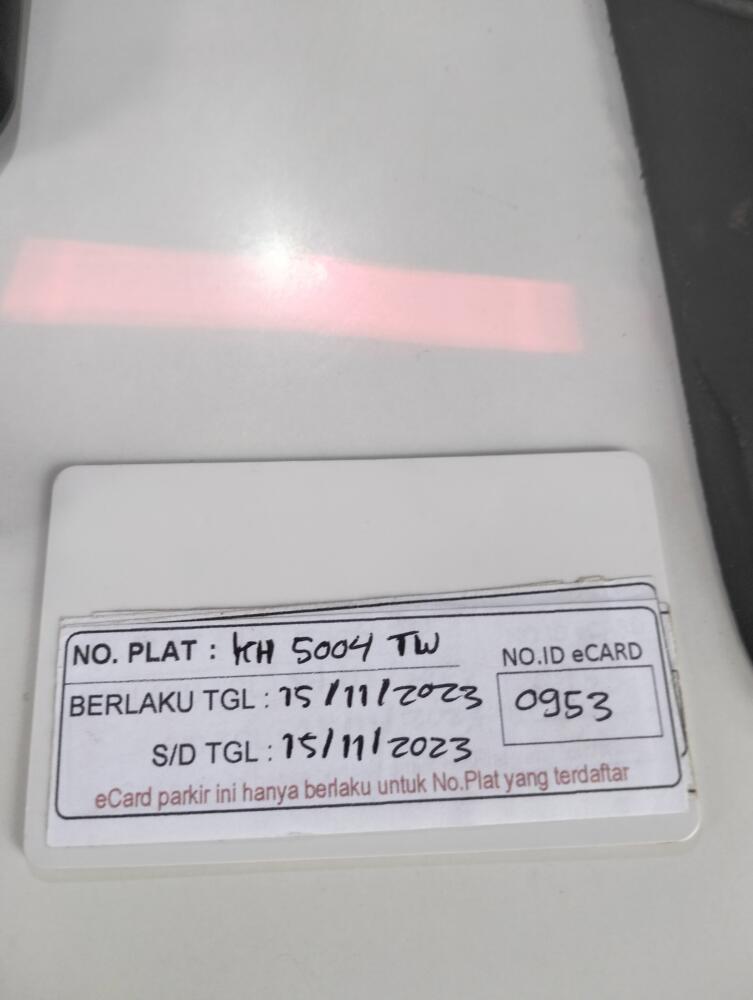 NO. PLAT : KH 5004 TW
BERLAKU TGL : 15/11/2023
S/D TGL : 15/11/2023
NO.ID eCARD
0953
eCard parkir ini hanya berlaku untuk No.Plat yang terdaftar